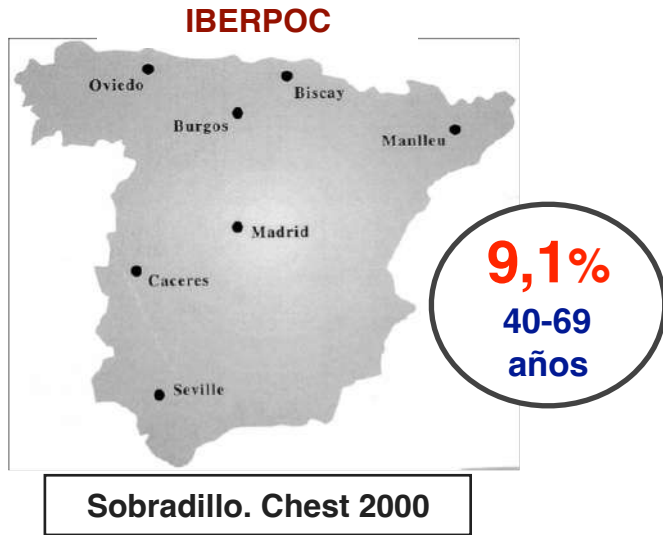 IBERPOC
Oviedo
Biscay
Burgos
Manlleu
Madrid
Caceres
Seville
9,1%
40-69
años
Sobradillo. Chest 2000